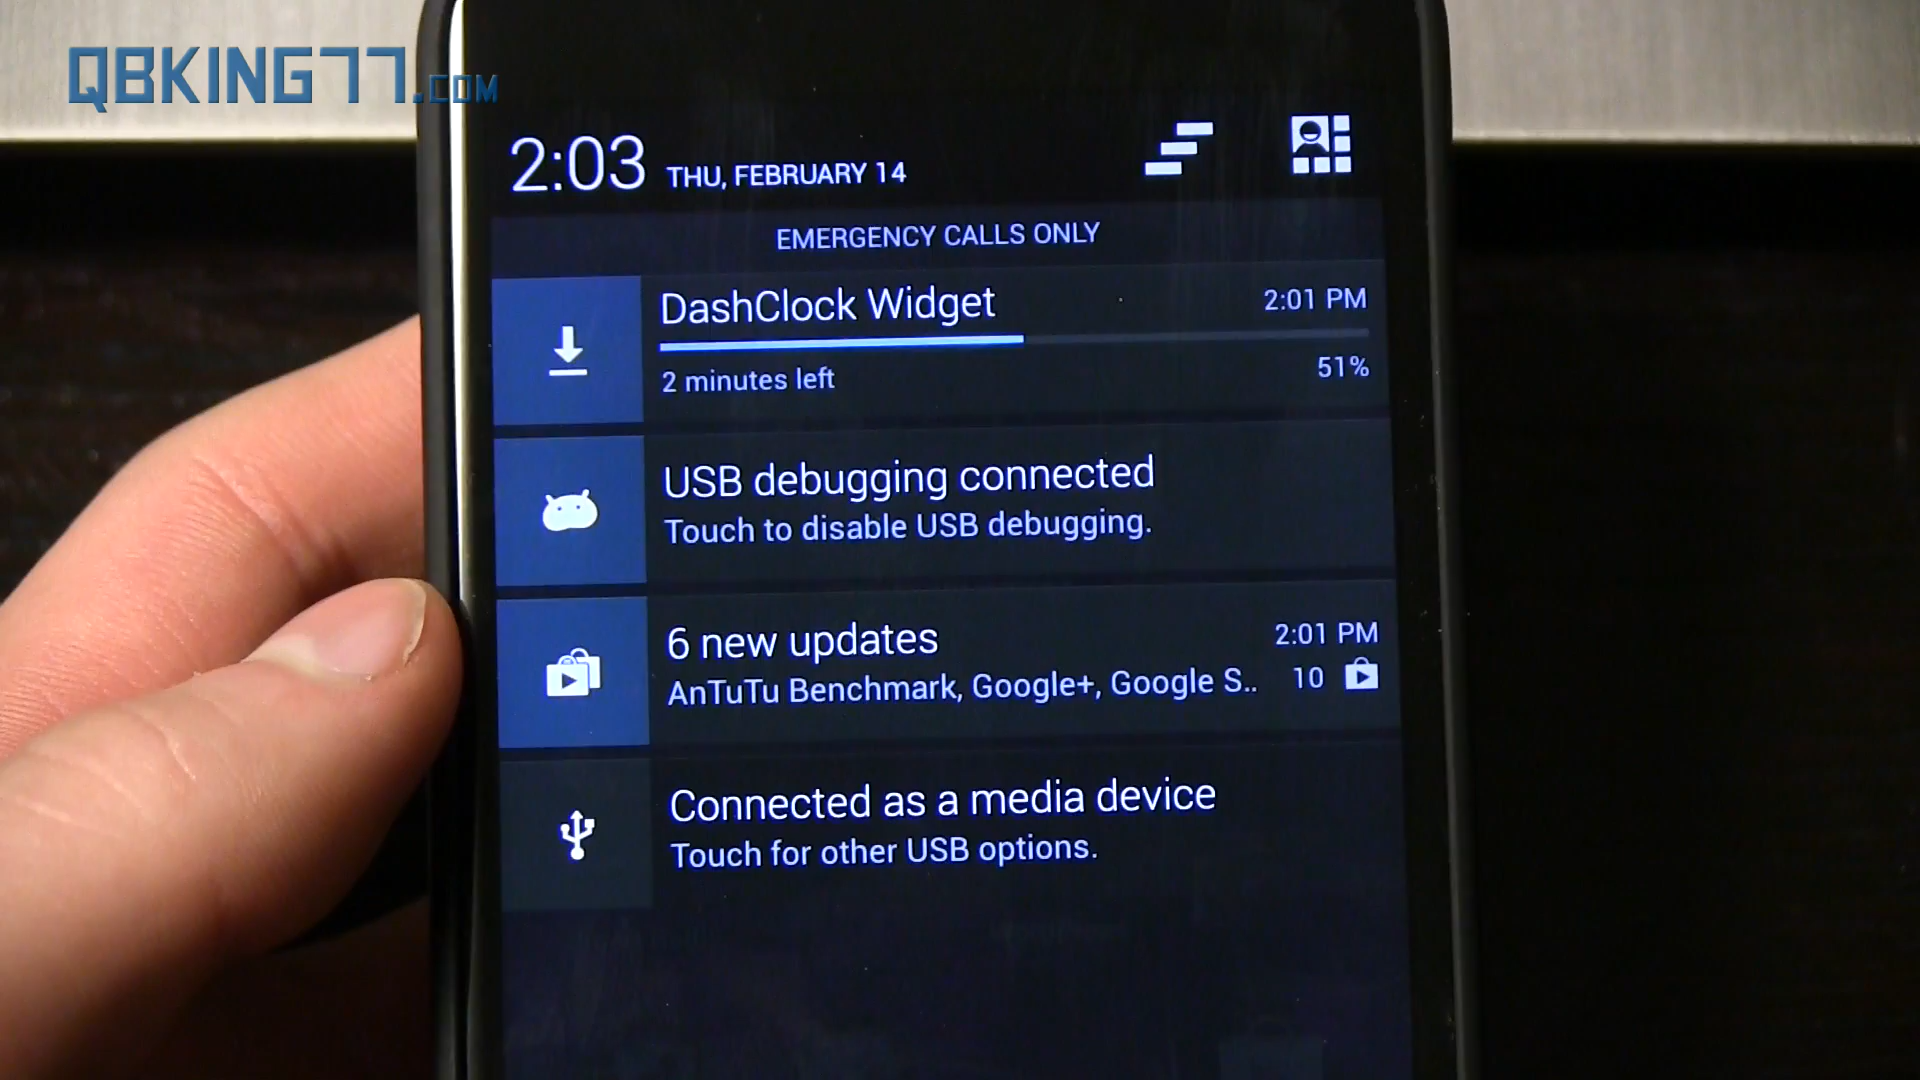 QBKING77.COM
2:03 THU, FEBRUARY 14
EMERGENCY CALLS ONLY
DashClock Widget 2:01 PM
2 minutes left 51%
USB debugging connected
Touch to disable USB debugging.
6 new updates 2:01 PM
AnTuTu Benchmark, Google+, Google S.. 10
Connected as a media device
Touch for other USB options.